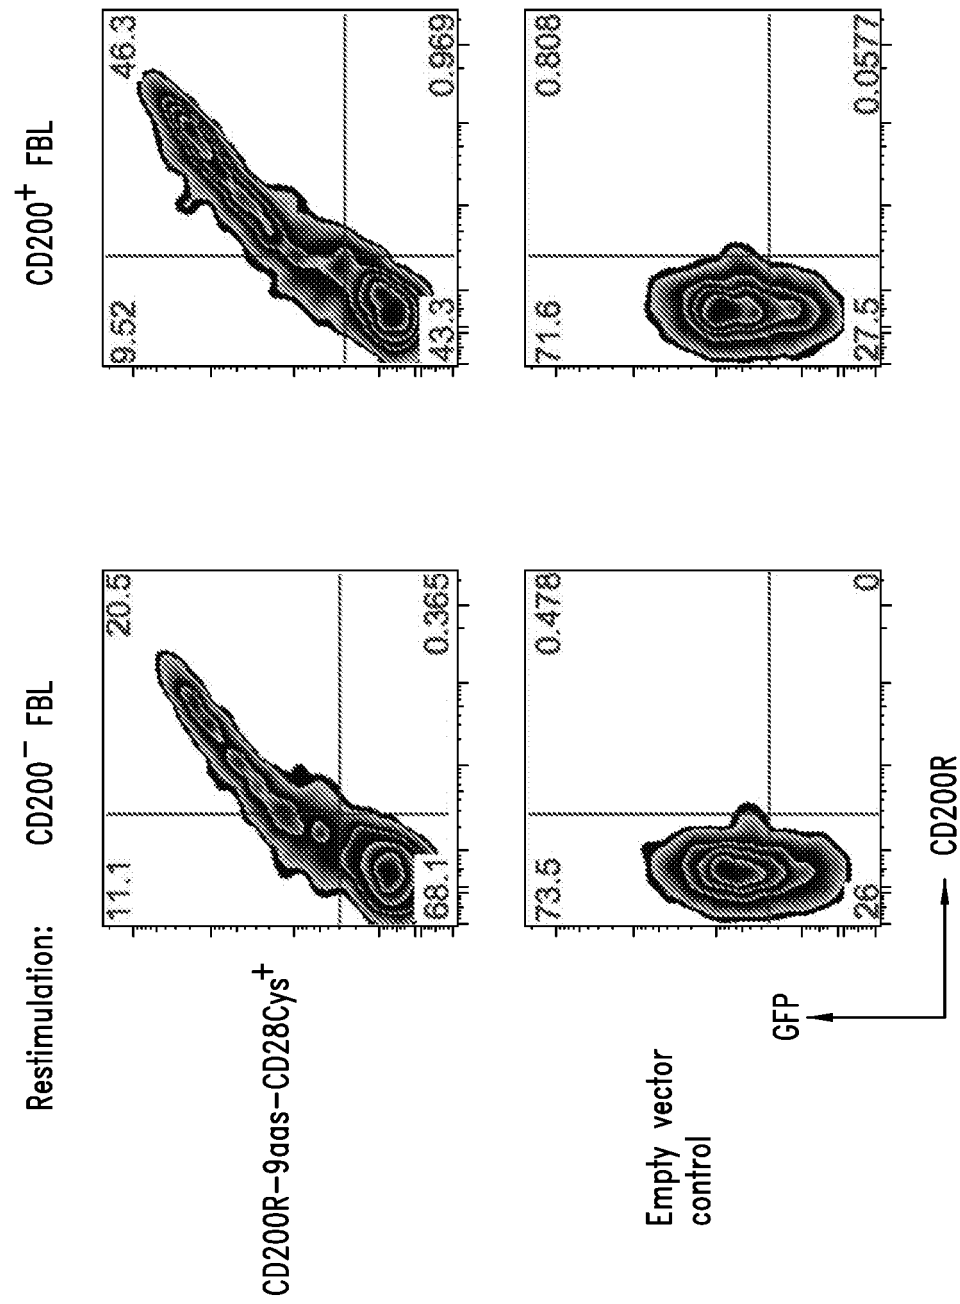 Restimulation:
CD200⁻ FBL
CD200⁺ FBL
CD200R-9aas-CD28Cys⁺
11.1
20.5
68.1
0.365
9.52
46.3
43.3
0.969
Empty vector
control
73.5
0.478
26
0
71.6
0.808
27.5
0.0577
GFP
CD200R